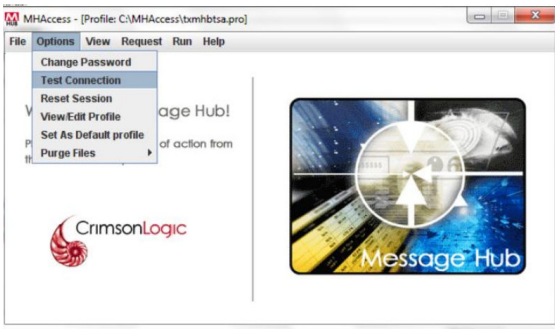 MHAccess - [Profile: C:\MHAccess\txmhbtsa.pro]
File Options View Request Run Help
Change Password
Test Connection
Reset Session
View/Edit Profile
Set As Default profile
Purge Files
W age Hub!
of action from
CrimsonLogic
Message Hub